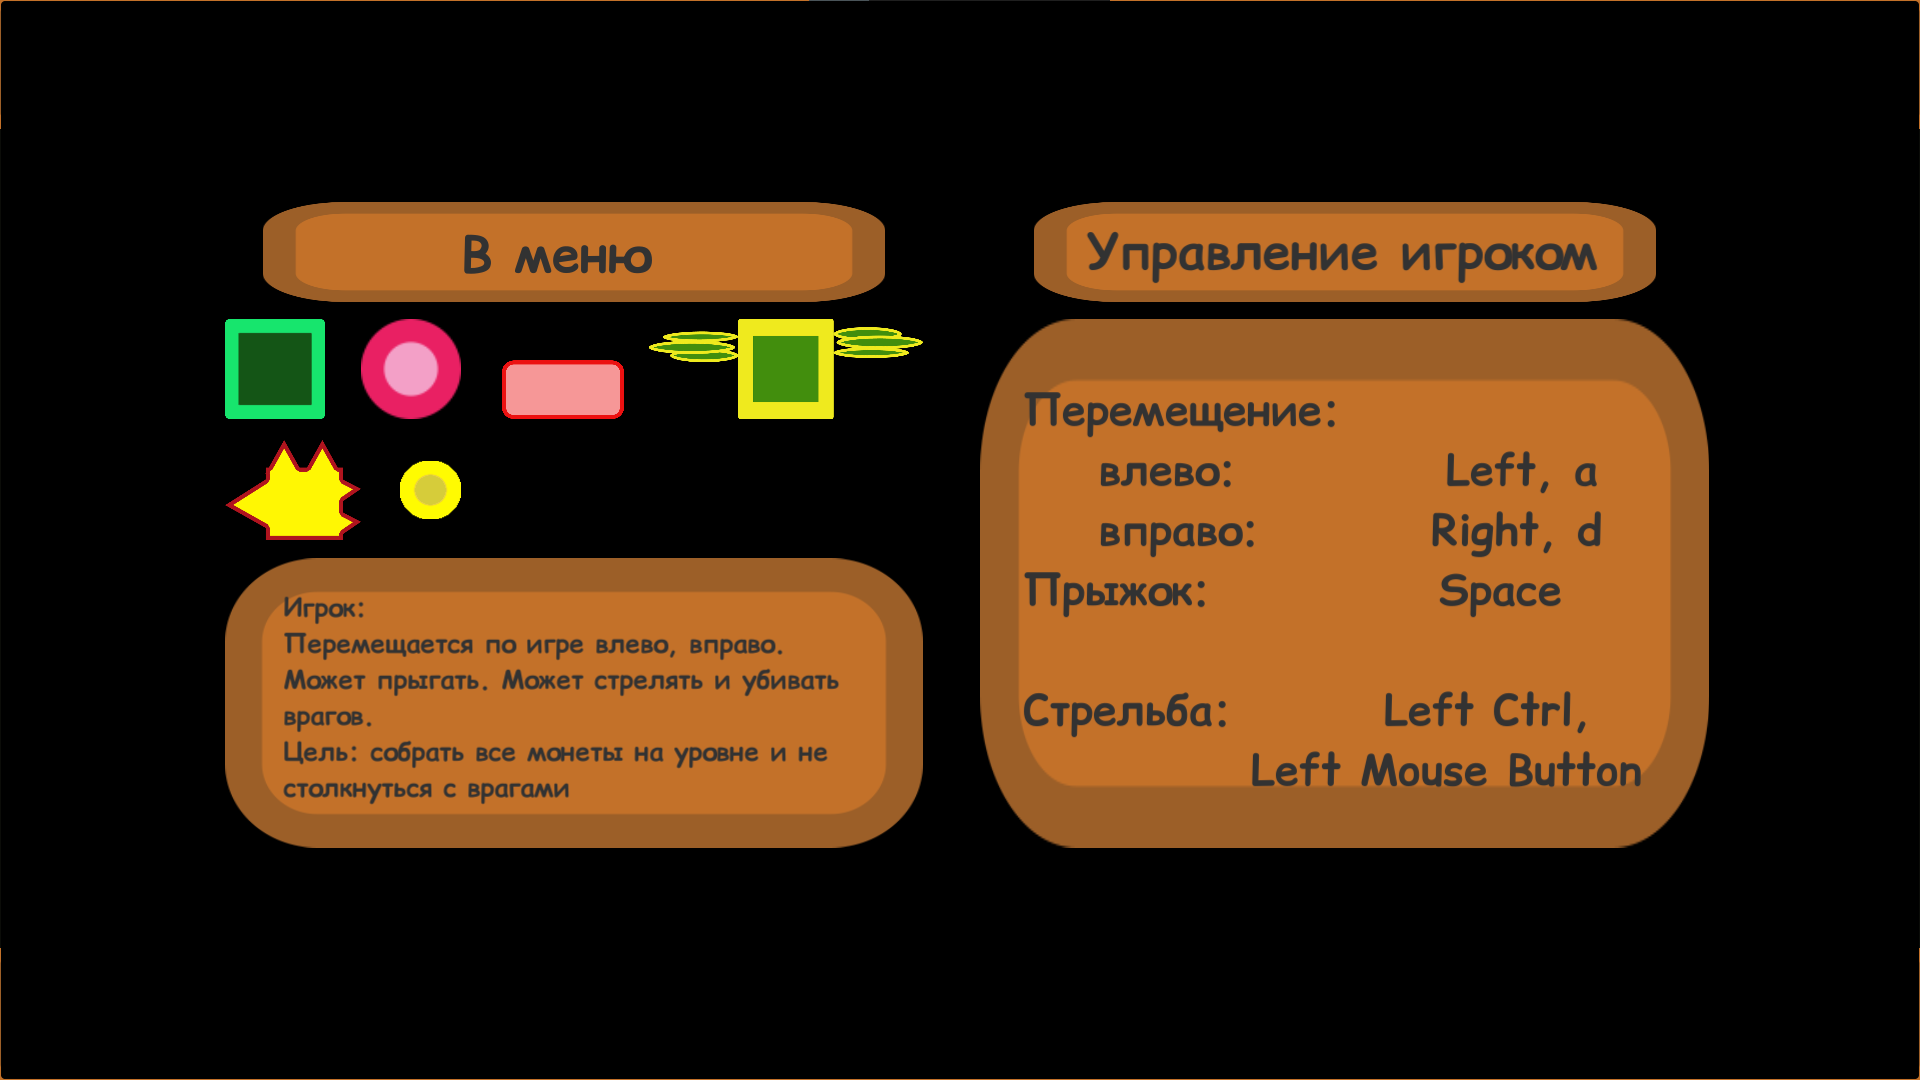 В меню
Игрок:
Перемещается по игре влево, вправо.
Может прыгать. Может стрелять и убивать
врагов.
Цель: собрать все монеты на уровне и не
столкнуться с врагами
Управление игроком
Перемещение:
влево: Left, a
вправо: Right, d
Прыжок: Space
Стрельба: Left Ctrl,
Left Mouse Button